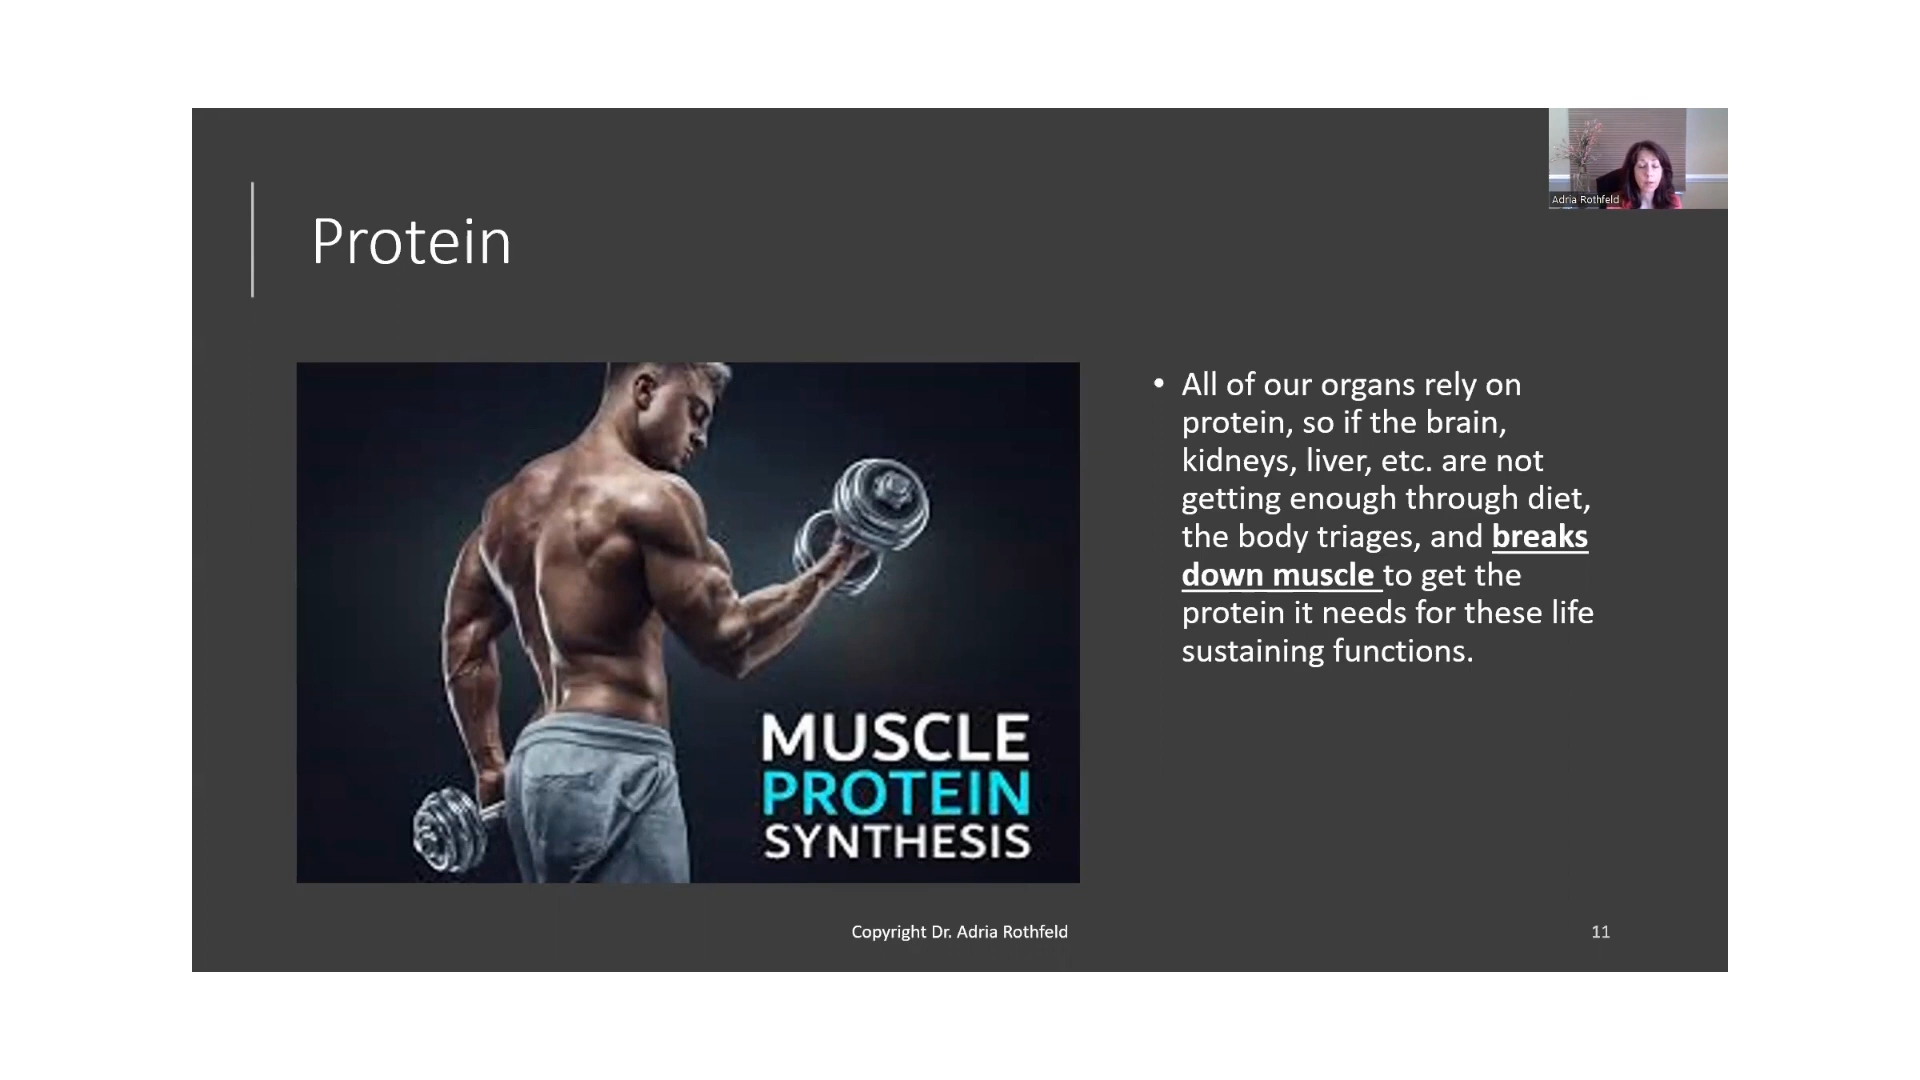 Adria Rothfeld
Protein
• All of our organs rely on
protein, so if the brain,
kidneys, liver, etc. are not
getting enough through diet,
the body triages, and breaks
down muscle to get the
protein it needs for these life
sustaining functions.
MUSCLE
PROTEIN
SYNTHESIS
Copyright Dr. Adria Rothfeld
11